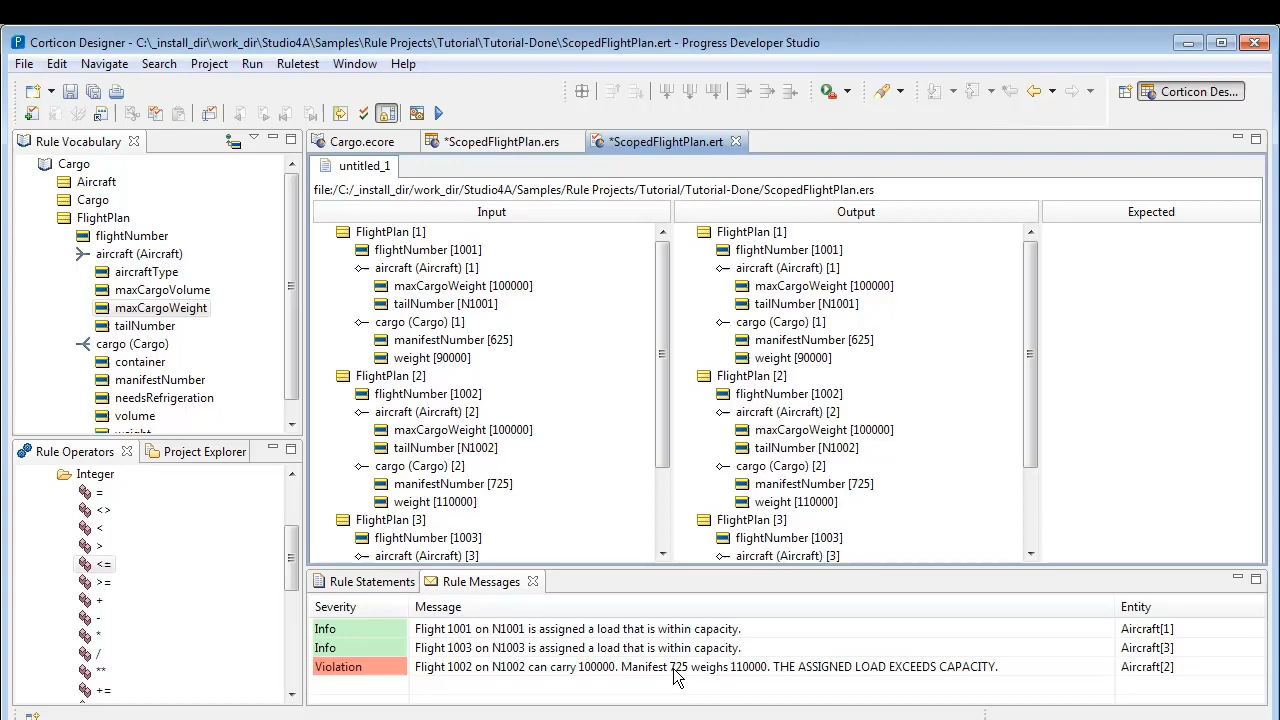 Corticon Designer - C:\_install_dir\work_dir\Studio4A\Samples\Rule Projects\Tutorial\Tutorial-Done\ScopedFlightPlan.ert - Progress Developer Studio
File Edit Navigate Search Project Run Ruletest Window Help
Corticon Des...
Rule Vocabulary
Cargo
Aircraft
Cargo
FlightPlan
flightNumber
aircraft (Aircraft)
aircraftType
maxCargoVolume
maxCargoWeight
tailNumber
cargo (Cargo)
container
manifestNumber
needsRefrigeration
volume
Rule Operators Project Explorer
Integer
=
<>
<
>
<=
>=
+
-
*
/
**
+=
Cargo.ecore *ScopedFlightPlan.ers *ScopedFlightPlan.ert
untitled_1
file:/C:/_install_dir/work_dir/Studio4A/Samples/Rule Projects/Tutorial/Tutorial-Done/ScopedFlightPlan.ers
Input Output Expected
FlightPlan [1] FlightPlan [1]
flightNumber [1001] flightNumber [1001]
aircraft (Aircraft) [1] aircraft (Aircraft) [1]
maxCargoWeight [100000] maxCargoWeight [100000]
tailNumber [N1001] tailNumber [N1001]
cargo (Cargo) [1] cargo (Cargo) [1]
manifestNumber [625] manifestNumber [625]
weight [90000] weight [90000]
FlightPlan [2] FlightPlan [2]
flightNumber [1002] flightNumber [1002]
aircraft (Aircraft) [2] aircraft (Aircraft) [2]
maxCargoWeight [100000] maxCargoWeight [100000]
tailNumber [N1002] tailNumber [N1002]
cargo (Cargo) [2] cargo (Cargo) [2]
manifestNumber [725] manifestNumber [725]
weight [110000] weight [110000]
FlightPlan [3] FlightPlan [3]
flightNumber [1003] flightNumber [1003]
aircraft (Aircraft) [3] aircraft (Aircraft) [3]
Rule Statements Rule Messages
Severity Message Entity
Info Flight 1001 on N1001 is assigned a load that is within capacity. Aircraft[1]
Info Flight 1003 on N1003 is assigned a load that is within capacity. Aircraft[3]
Violation Flight 1002 on N1002 can carry 100000. Manifest 725 weighs 110000. THE ASSIGNED LOAD EXCEEDS CAPACITY. Aircraft[2]